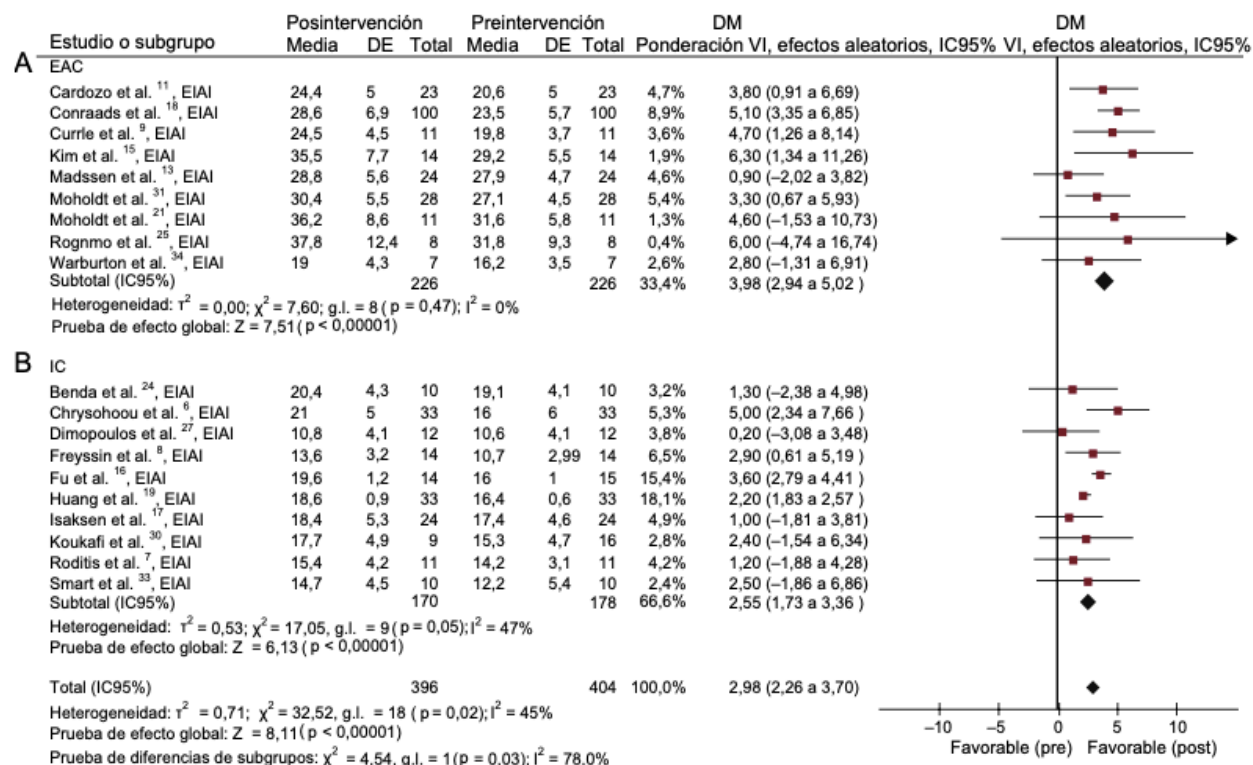 Posintervención Preintervención DM DM
Estudio o subgrupo Media DE Total Media DE Total Ponderación VI, efectos aleatorios, IC95% VI, efectos aleatorios, IC95%
A EAC
Cardozo et al. 11, EIAI 24,4 5 23 20,6 5 23 4,7% 3,80 (0,91 a 6,69)
Conraads et al. 18, EIAI 28,6 6,9 100 23,5 5,7 100 8,9% 5,10 (3,35 a 6,85)
Currle et al. 9, EIAI 24,5 4,5 11 19,8 3,7 11 3,6% 4,70 (1,26 a 8,14)
Kim et al. 15, EIAI 35,5 7,7 14 29,2 5,5 14 1,9% 6,30 (1,34 a 11,26)
Madssen et al. 13, EIAI 28,8 5,6 24 27,9 4,7 24 4,6% 0,90 (−2,02 a 3,82)
Moholdt et al. 31, EIAI 30,4 5,5 28 27,1 4,5 28 5,4% 3,30 (0,67 a 5,93)
Moholdt et al. 21, EIAI 36,2 8,6 11 31,6 5,8 11 1,3% 4,60 (−1,53 a 10,73)
Rognmo et al. 25, EIAI 37,8 12,4 8 31,8 9,3 8 0,4% 6,00 (−4,74 a 16,74)
Warburton et al. 34, EIAI 19 4,3 7 16,2 3,5 7 2,6% 2,80 (−1,31 a 6,91)
Subtotal (IC95%) 226 226 33,4% 3,98 (2,94 a 5,02 )
Heterogeneidad: τ2 = 0,00; χ2 = 7,60; g.l. = 8 ( p = 0,47); I2 = 0%
Prueba de efecto global: Z = 7,51 ( p < 0,00001)
B IC
Benda et al. 24, EIAI 20,4 4,3 10 19,1 4,1 10 3,2% 1,30 (−2,38 a 4,98)
Chrysohoou et al. 6, EIAI 21 5 33 16 6 33 5,3% 5,00 (2,34 a 7,66 )
Dimopoulos et al. 27, EIAI 10,8 4,1 12 10,6 4,1 12 3,8% 0,20 (−3,08 a 3,48)
Freyssin et al. 8, EIAI 13,6 3,2 14 10,7 2,99 14 6,5% 2,90 (0,61 a 5,19 )
Fu et al. 16, EIAI 19,6 1,2 14 16 1 15 15,4% 3,60 (2,79 a 4,41 )
Huang et al. 19, EIAI 18,6 0,9 33 16,4 0,6 33 18,1% 2,20 (1,83 a 2,57 )
Isaksen et al. 17, EIAI 18,4 5,3 24 17,4 4,6 24 4,9% 1,00 (−1,81 a 3,81)
Koukafi et al. 30, EIAI 17,7 4,9 9 15,3 4,7 16 2,8% 2,40 (−1,54 a 6,34)
Roditis et al. 7, EIAI 15,4 4,2 11 14,2 3,1 11 4,2% 1,20 (−1,88 a 4,28)
Smart et al. 33, EIAI 14,7 4,5 10 12,2 5,4 10 2,4% 2,50 (−1,86 a 6,86)
Subtotal (IC95%) 170 178 66,6% 2,55 (1,73 a 3,36 )
Heterogeneidad: τ2 = 0,53; χ2 = 17,05, g.l. = 9 ( p = 0,05); I2 = 47%
Prueba de efecto global: Z = 6,13 ( p < 0,00001)
Total (IC95%) 396 404 100,0% 2,98 (2,26 a 3,70)
Heterogeneidad: τ2 = 0,71; χ2 = 32,52, g.l. = 18 ( p = 0,02); I2 = 45%
Prueba de efecto global: Z = 8,11 ( p < 0,00001)
Prueba de diferencias de subgrupos: χ2 = 4,54, g.l. = 1 (p = 0,03); I2 = 78,0%
−10 −5 0 5 10
Favorable (pre) Favorable (post)